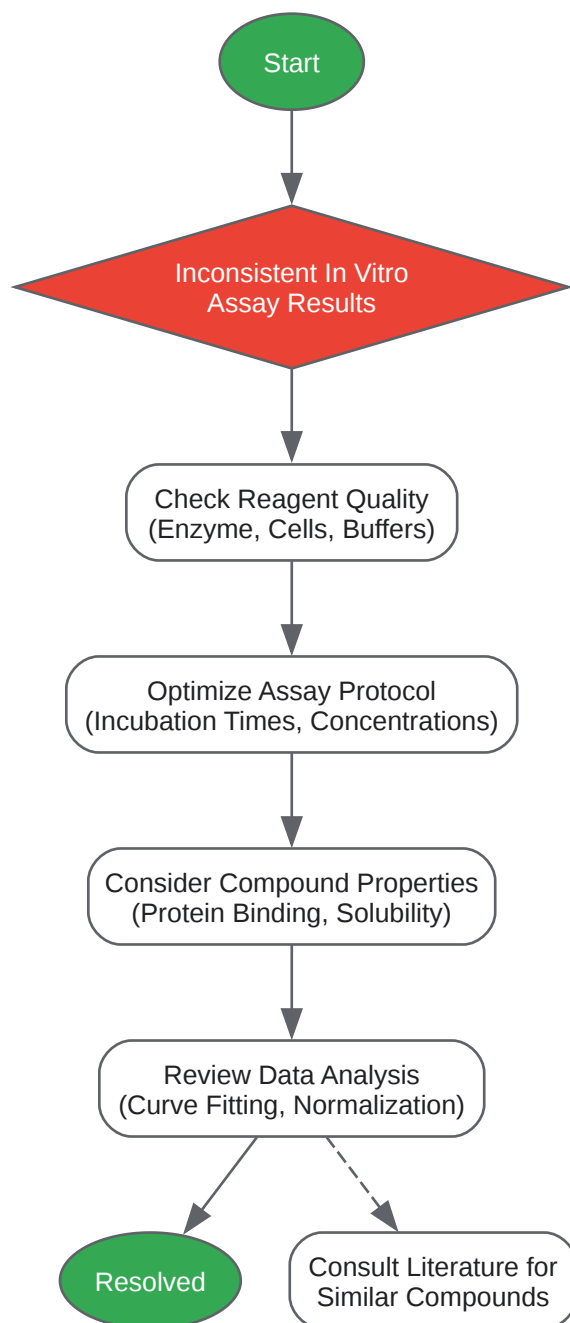 Start
Inconsistent In Vitro
Assay Results
Check Reagent Quality
(Enzyme, Cells, Buffers)
Optimize Assay Protocol
(Incubation Times, Concentrations)
Consider Compound Properties
(Protein Binding, Solubility)
Review Data Analysis
(Curve Fitting, Normalization)
Resolved
Consult Literature for
Similar Compounds